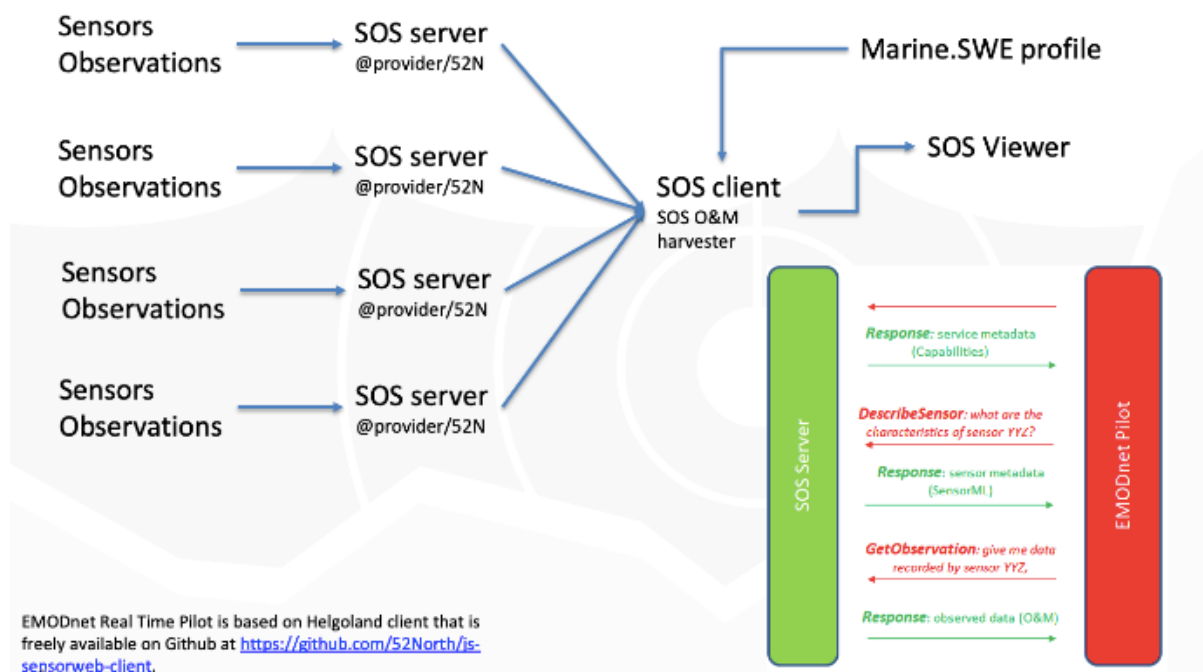 Sensors
Observations
SOS server
@provider/52N
Sensors
Observations
SOS server
@provider/52N
Sensors
Observations
SOS server
@provider/52N
Sensors
Observations
SOS server
@provider/52N
Marine.SWE profile
SOS Viewer
SOS client
SOS O&M
harvester
SOS Server
Response: service metadata
(Capabilities)
DescribeSensor: what are the
characteristics of sensor YYZ?
Response: sensor metadata
(SensorML)
GetObservation: give me data
recorded by sensor YYZ,
Response: observed data (O&M)
EMODnet Pilot
EMODnet Real Time Pilot is based on Helgoland client that is
freely available on Github at https://github.com/52North/js-
sensorweb-client.